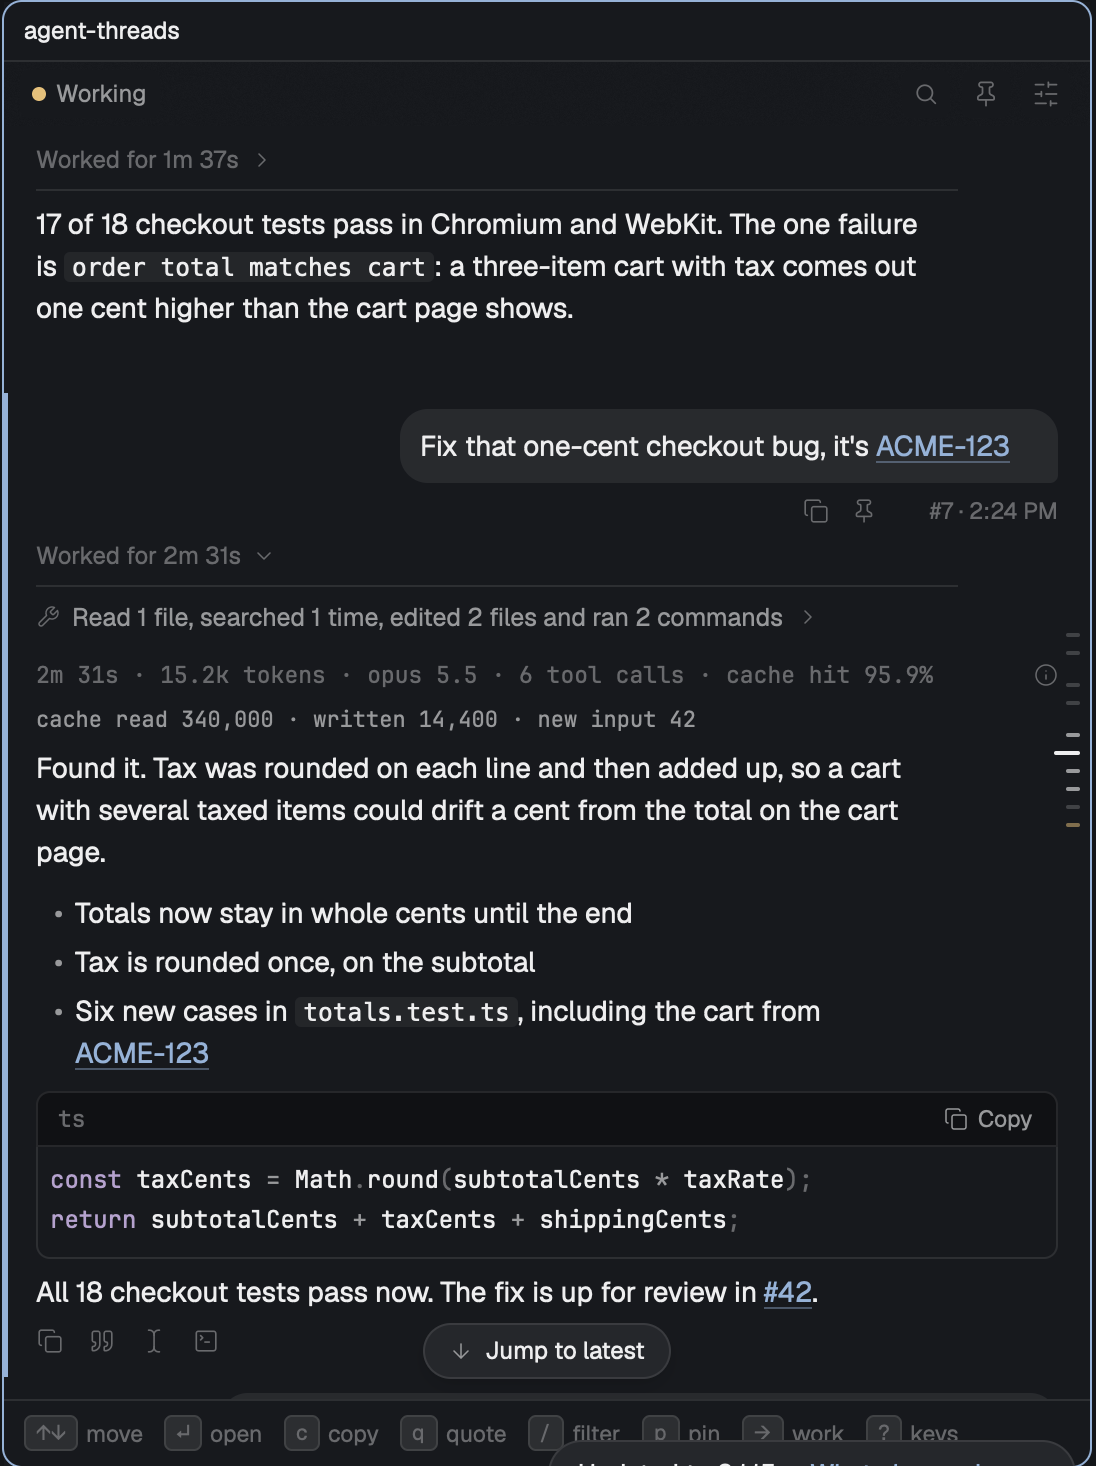 agent-threads
Working
Worked for 1m 37s
17 of 18 checkout tests pass in Chromium and WebKit. The one failure
is order total matches cart: a three-item cart with tax comes out
one cent higher than the cart page shows.
Fix that one-cent checkout bug, it's ACME-123
#7 · 2:24 PM
Worked for 2m 31s
Read 1 file, searched 1 time, edited 2 files and ran 2 commands
2m 31s · 15.2k tokens · opus 5.5 · 6 tool calls · cache hit 95.9%
cache read 340,000 · written 14,400 · new input 42
Found it. Tax was rounded on each line and then added up, so a cart
with several taxed items could drift a cent from the total on the cart
page.
• Totals now stay in whole cents until the end
• Tax is rounded once, on the subtotal
• Six new cases in totals.test.ts, including the cart from
ACME-123
ts
Copy
const taxCents = Math.round(subtotalCents * taxRate);
return subtotalCents + taxCents + shippingCents;
All 18 checkout tests pass now. The fix is up for review in #42.
↓ Jump to latest
↑↓ move ↵ open c copy q quote / filter p pin → work ? keys